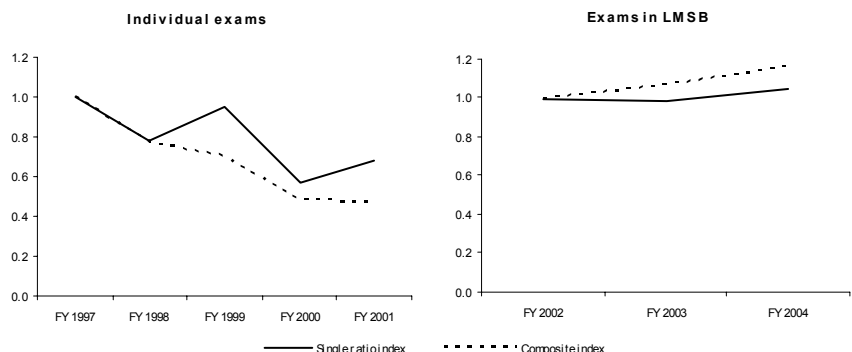 Individual exams
1.2
1.0
0.8
0.6
0.4
0.2
0.0
FY 1997 FY 1998 FY 1999 FY 2000 FY 2001
Exams in LMSB
1.2
1.0
0.8
0.6
0.4
0.2
0.0
FY 2002 FY 2003 FY 2004
Single ratio index Composite index